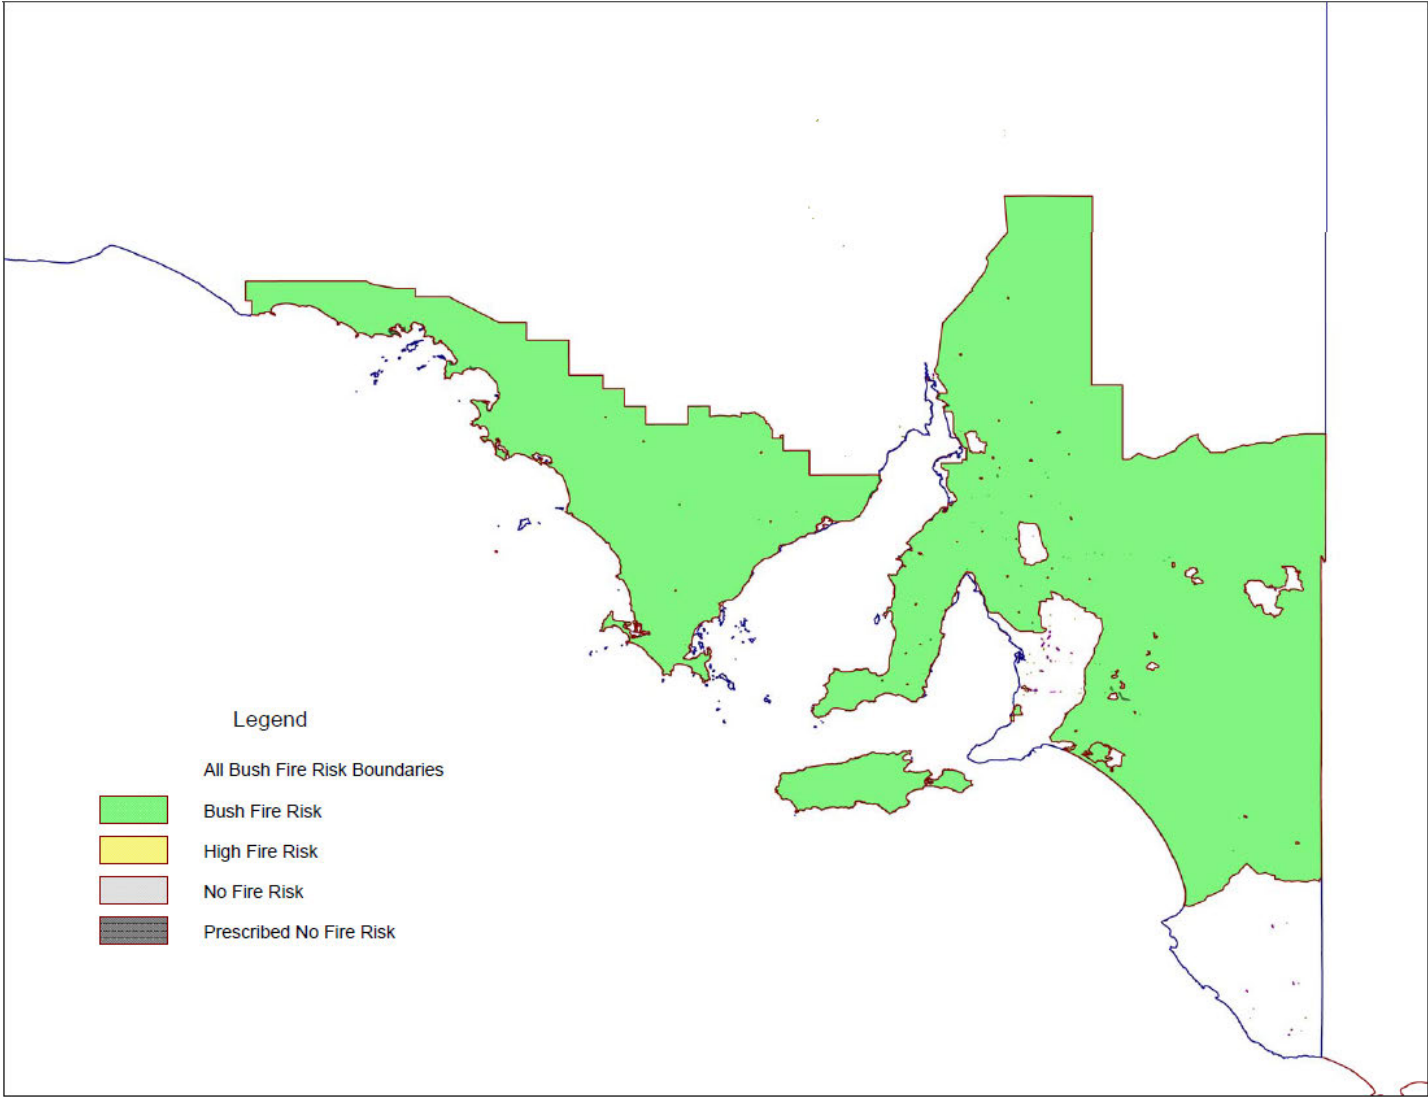 Legend
All Bush Fire Risk Boundaries
Bush Fire Risk
High Fire Risk
No Fire Risk
Prescribed No Fire Risk